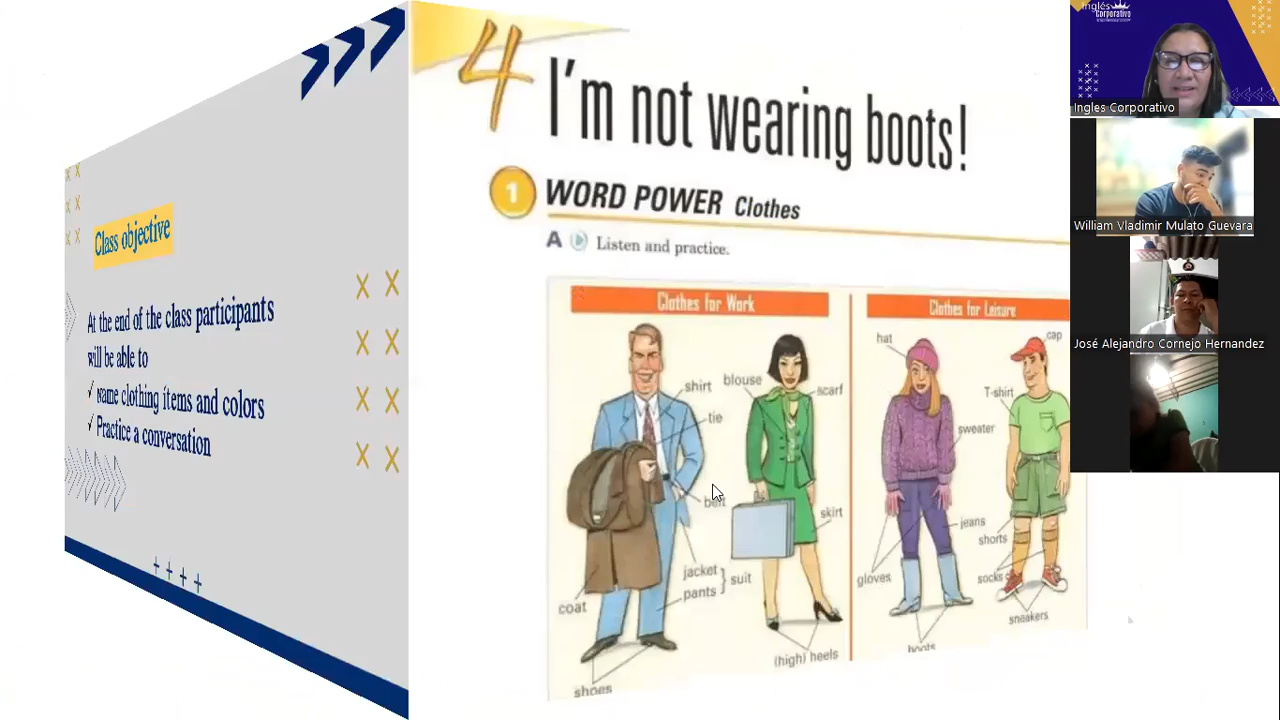 Class objective
At the end of the class participants
will be able to
✓ Name clothing ítems and colors
✓ Practice a conversation
4 I'm not wearing boots!
1 WORD POWER Clothes
A Listen and practice.
Clothes for Work
shirt
blouse
scarf
tie
belt
skirt
jacket
pants
suit
coat
shoes
(high) heels
Clothes for Leisure
hat
cap
T-shirt
sweater
jeans
shorts
gloves
socks
sneakers
boots
Inglés
Corporativo
Ingles Corporativo
William Vladimir Mulato Guevara
José Alejandro Cornejo Hernandez